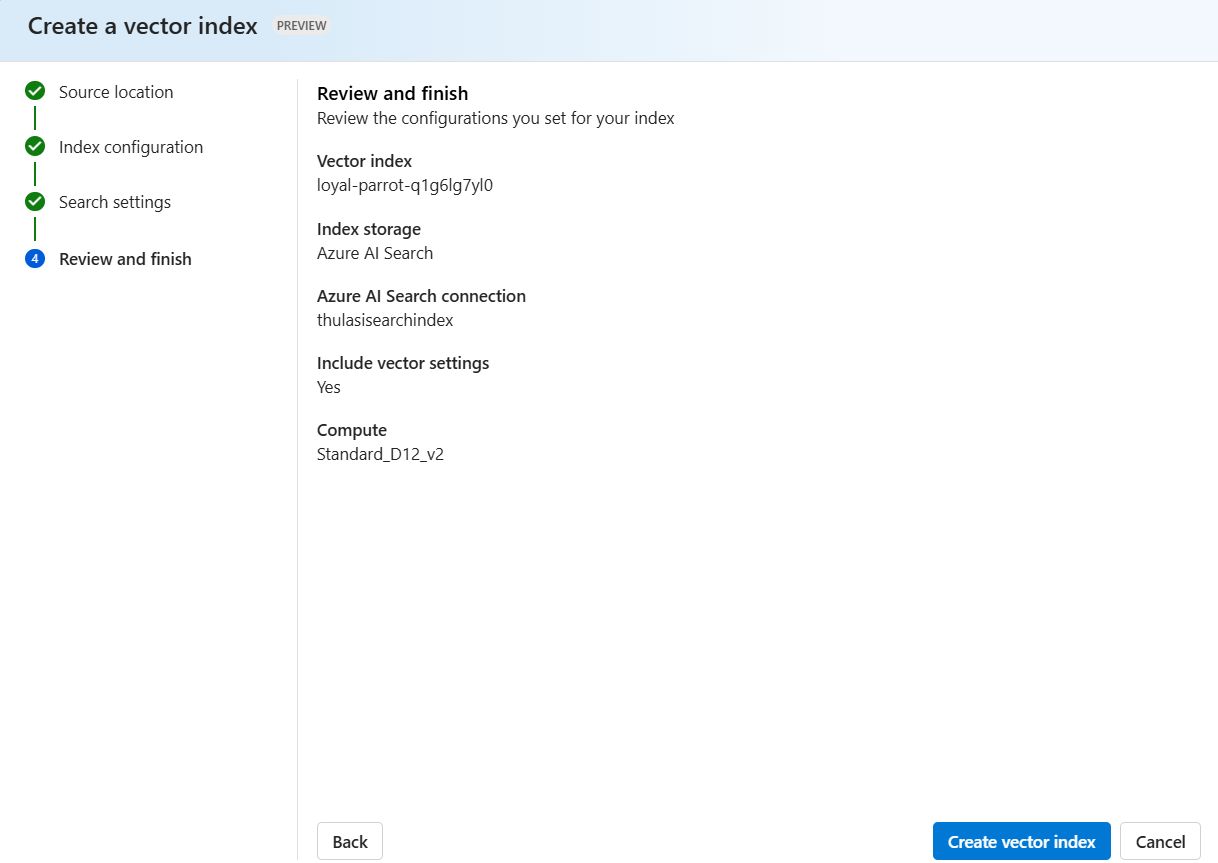 Create a vector index PREVIEW
Source location
Index configuration
Search settings
4 Review and finish
Review and finish
Review the configurations you set for your index
Vector index
loyal-parrot-q1g6lg7yl0
Index storage
Azure AI Search
Azure AI Search connection
thulasisearchindex
Include vector settings
Yes
Compute
Standard_D12_v2
Back
Create vector index
Cancel